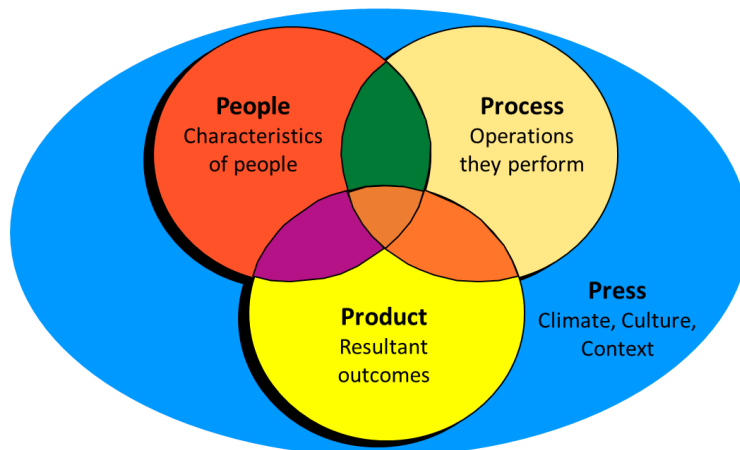 People
Characteristics
of people
Process
Operations
they perform
Product
Resultant
outcomes
Press
Climate, Culture,
Context